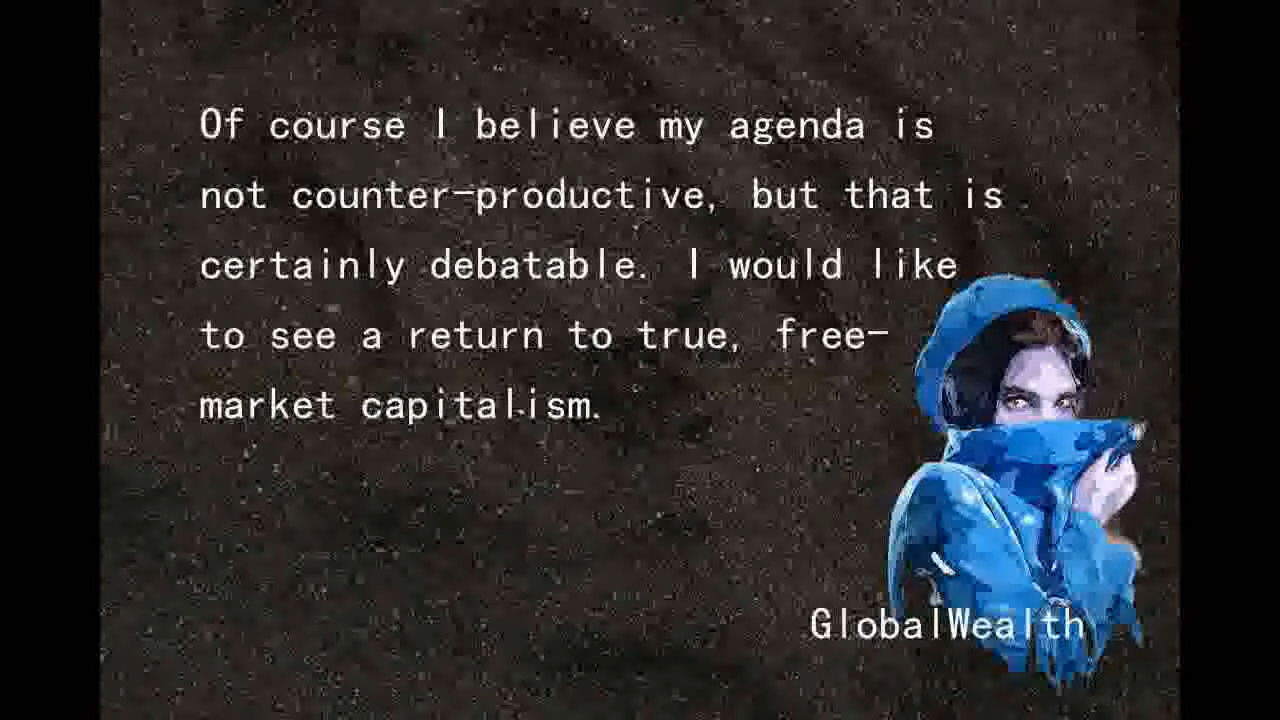 Of course I believe my agenda is
not counter-productive, but that is
certainly debatable. I would like
to see a return to true, free-
market capitalism.
GlobalWealth